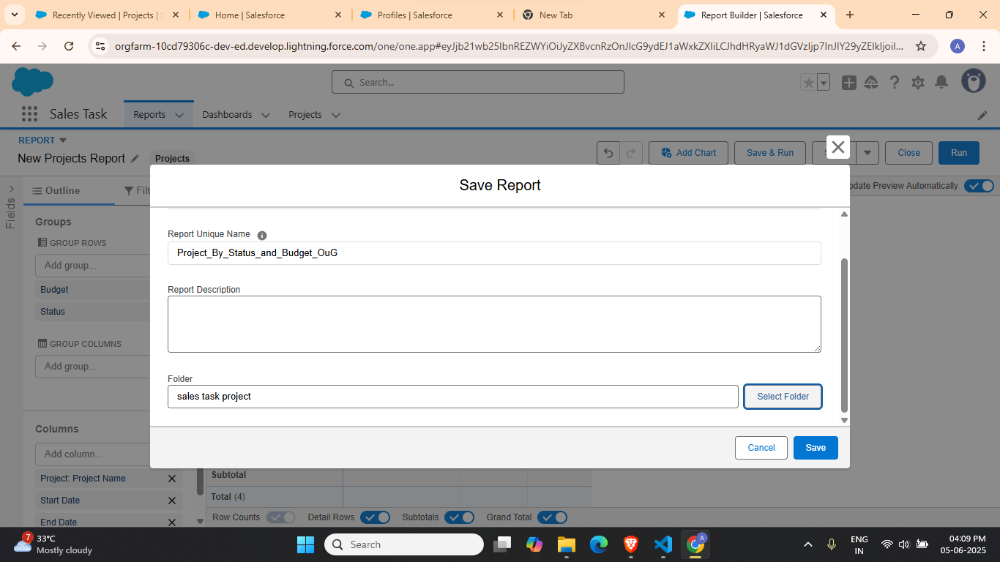 Recently Viewed | Projects |
Home | Salesforce
Profiles | Salesforce
New Tab
Report Builder | Salesforce
orgfarm-10cd79306c-dev-ed.develop.lightning.force.com/one/one.app#eyJjb21wb25lbnREZWYiOiJyZXBvcnRzOnJlcG9ydEJ1aWxkZXIiLCJhdHRyaWJ1dGVzIjp7InJlY29yZElkIjoiI...
A
Search...
Sales Task
Reports
Dashboards
Projects
REPORT
New Projects Report
Projects
Add Chart
Save & Run
Close
Run
Outline
Filt
pdate Preview Automatically
Fields
Groups
GROUP ROWS
Add group...
Budget
Status
GROUP COLUMNS
Add group...
Columns
Add column...
Project: Project Name
Start Date
End Date
Save Report
Report Unique Name
Project_By_Status_and_Budget_OuG
Report Description
Folder
sales task project
Select Folder
Cancel
Save
Subtotal
Total (4)
Row Counts
Detail Rows
Subtotals
Grand Total
7
33°C
Mostly cloudy
Search
A
ENG
IN
04:09 PM
05-06-2025